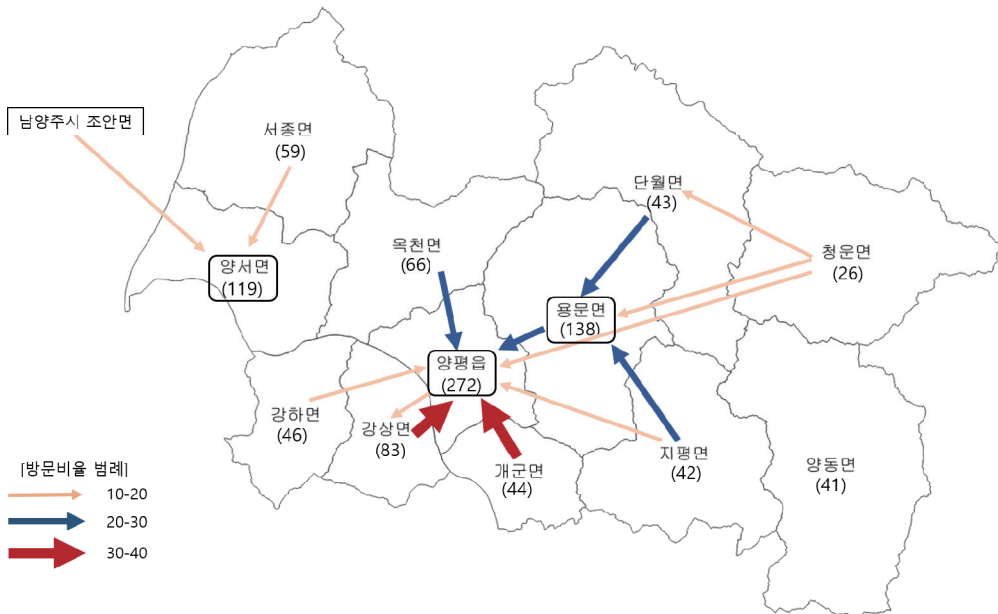 남양주시 조안면
서종면
(59)
단월면
(43)
옥천면
(66)
청운면
(26)
양서면
(119)
용문면
(138)
양평읍
(272)
강하면
(46)
강상면
(83)
개군면
(44)
지평면
(42)
양동면
(41)
[방문비율 범례]
10-20
20-30
30-40